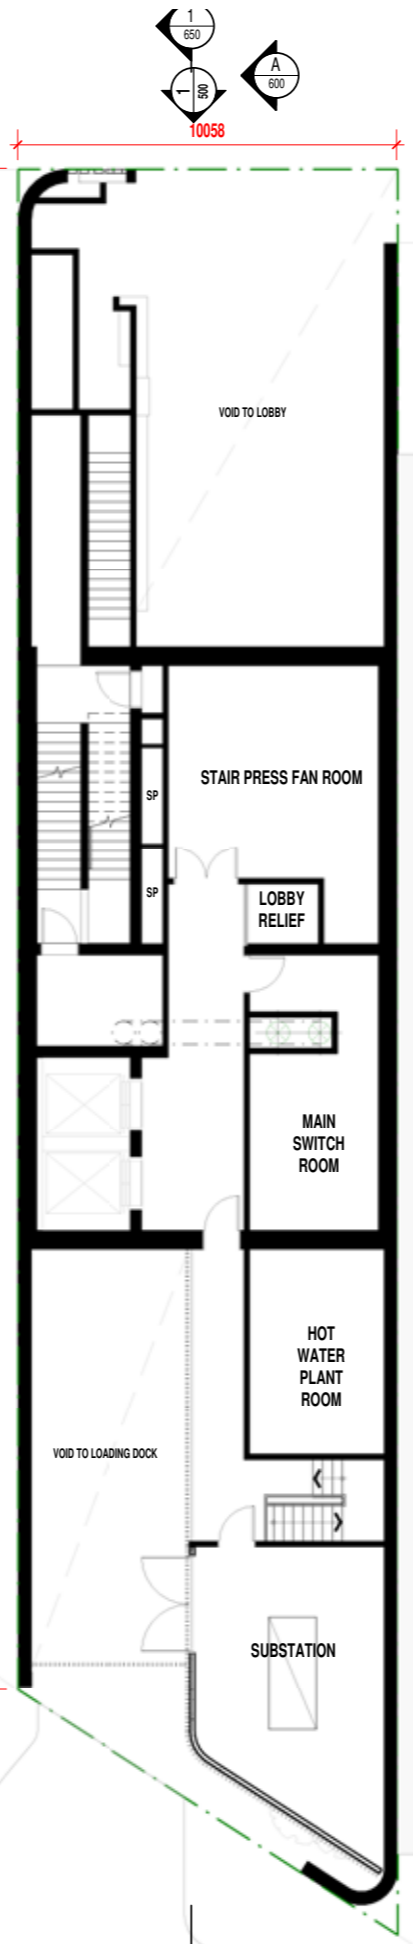 1
650
1
500
A
600
10058
VOID TO LOBBY
STAIR PRESS FAN ROOM
SP
SP
LOBBY
RELIEF
MAIN
SWITCH
ROOM
HOT
WATER
PLANT
ROOM
VOID TO LOADING DOCK
SUBSTATION